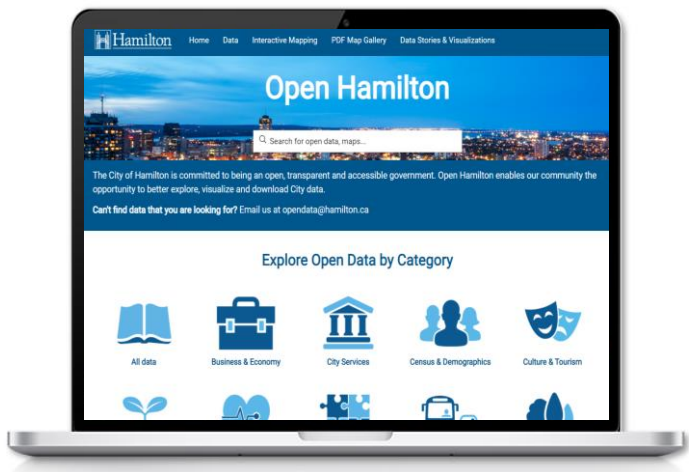 Hamilton Home Data Interactive Mapping PDF Map Gallery Data Stories & Visualizations
Open Hamilton
Search for open data, maps...
The City of Hamilton is committed to being an open, transparent and accessible government. Open Hamilton enables our community the
opportunity to better explore, visualize and download City data.
Can't find data that you are looking for? Email us at opendata@hamilton.ca
Explore Open Data by Category
All data Business & Economy City Services Census & Demographics Culture & Tourism